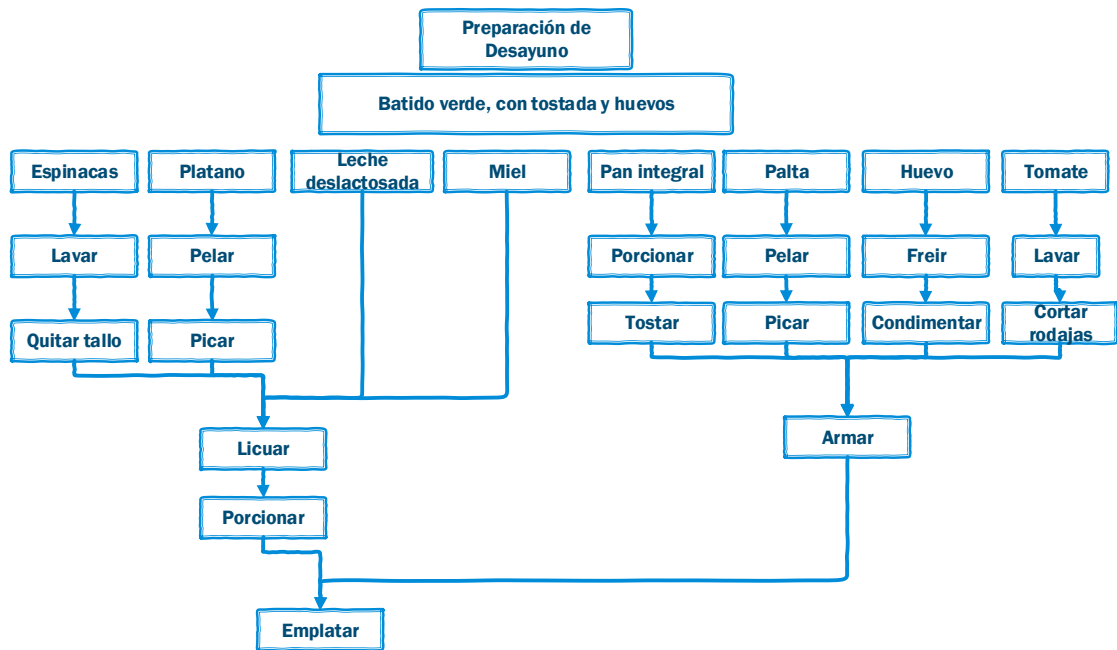 Preparación de
Desayuno
Batido verde, con tostada y huevos
Espinacas
Platano
Leche
deslactosada
Miel
Pan integral
Palta
Huevo
Tomate
Lavar
Pelar
Porcionar
Pelar
Freir
Lavar
Quitar tallo
Picar
Tostar
Picar
Condimentar
Cortar
rodajas
Licuar
Armar
Porcionar
Emplatar